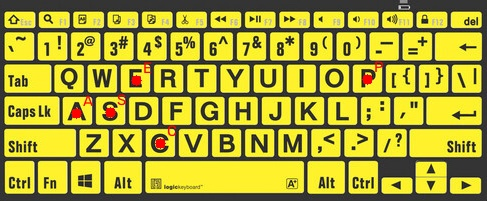 Esc F1 F2 F3 F4 F5 F6 F7 F8 F9 F10 F11 F12 del
~ ` 1 ! 2 @ 3 # 4 $ 5 % 6 ^ 7 & 8 * 9 ( 0 ) - _ = +
Tab Q W E E R T Y U I O P P [ { ] } \ |
Caps Lk A A S S D F G H J K L ; : , "
Shift Z X C C V B N M , < . > / ? Shift
Ctrl Fn Alt logickeyboard A Alt Ctrl